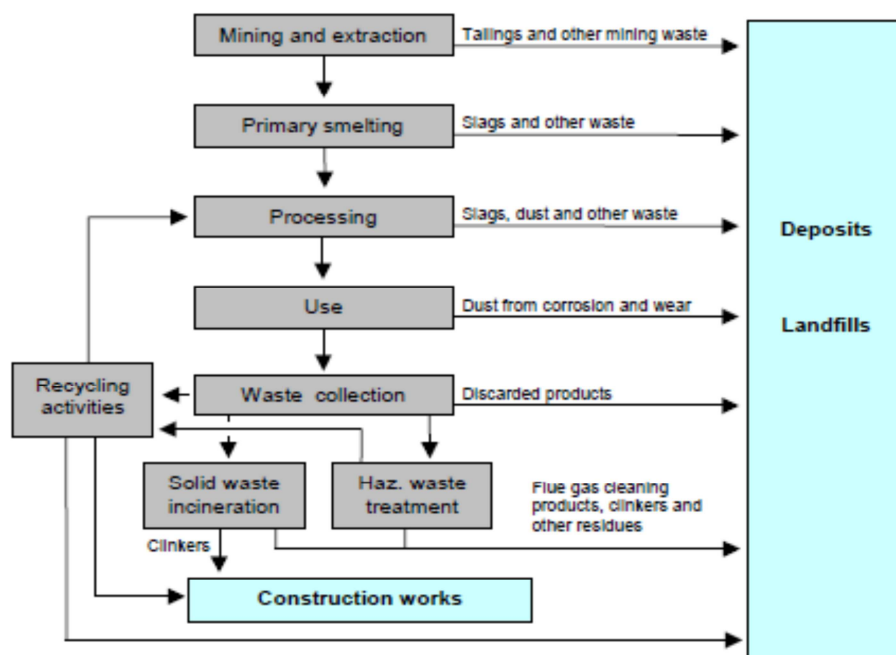 Mining and extraction
Tailings and other mining waste
Primary smelting
Slags and other waste
Processing
Slags, dust and other waste
Deposits
Use
Dust from corrosion and wear
Landfills
Recycling
activities
Waste collection
Discarded products
Solid waste
incineration
Haz. waste
treatment
Flue gas cleaning
products, clinkers and
other residues
Clinkers
Construction works